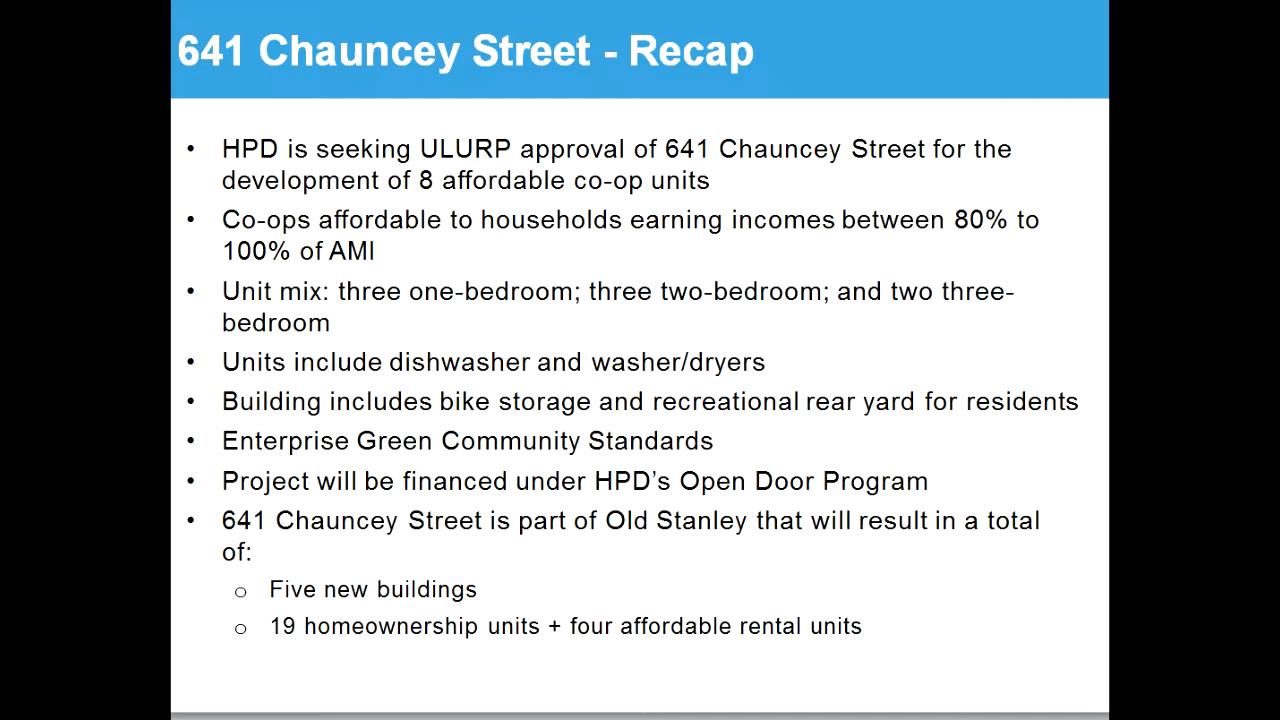 641 Chauncey Street - Recap
• HPD is seeking ULURP approval of 641 Chauncey Street for the
development of 8 affordable co-op units
• Co-ops affordable to households earning incomes between 80% to
100% of AMI
• Unit mix: three one-bedroom; three two-bedroom; and two three-
bedroom
• Units include dishwasher and washer/dryers
• Building includes bike storage and recreational rear yard for residents
• Enterprise Green Community Standards
• Project will be financed under HPD’s Open Door Program
• 641 Chauncey Street is part of Old Stanley that will result in a total
of:
o Five new buildings
o 19 homeownership units + four affordable rental units